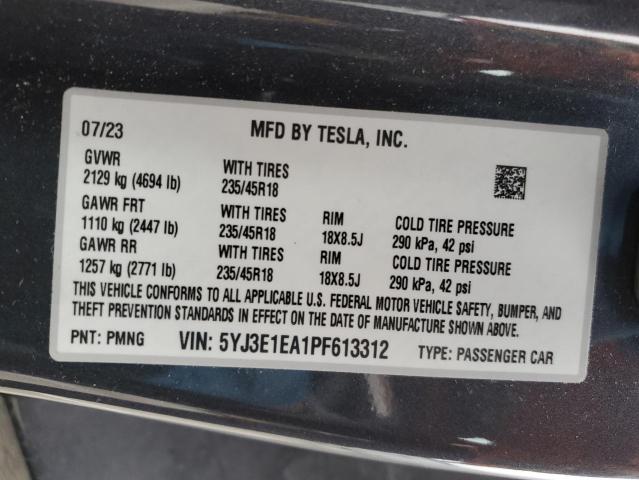 07/23 MFD BY TESLA, INC.
GVWR
2129 kg (4694 lb) WITH TIRES 235/45R18
GAWR FRT
1110 kg (2447 lb) WITH TIRES 235/45R18 RIM 18X8.5J COLD TIRE PRESSURE 290 kPa, 42 psi
GAWR RR
1257 kg (2771 lb) WITH TIRES 235/45R18 RIM 18X8.5J COLD TIRE PRESSURE 290 kPa, 42 psi
THIS VEHICLE CONFORMS TO ALL APPLICABLE U.S. FEDERAL MOTOR VEHICLE SAFETY, BUMPER, AND
THEFT PREVENTION STANDARDS IN EFFECT ON THE DATE OF MANUFACTURE SHOWN ABOVE.
PNT: PMNG VIN: 5YJ3E1EA1PF613312 TYPE: PASSENGER CAR